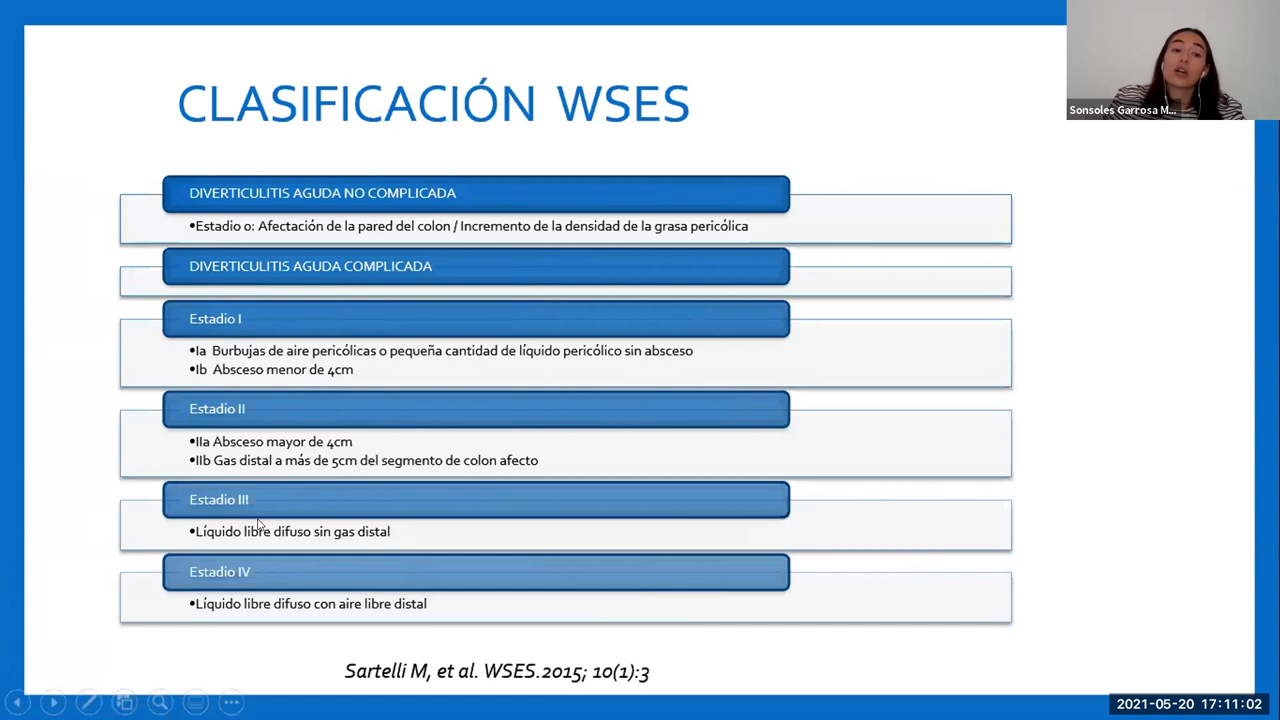 CLASIFICACIÓN WSES
Sonsoles Garrosa M...
DIVERTICULITIS AGUDA NO COMPLICADA
•Estadio 0: Afectación de la pared del colon / Incremento de la densidad de la grasa pericólica
DIVERTICULITIS AGUDA COMPLICADA
Estadio I
•Ia Burbujas de aire pericólicas o pequeña cantidad de líquido pericólico sin absceso
•Ib Absceso menor de 4cm
Estadio II
•IIa Absceso mayor de 4cm
•IIb Gas distal a más de 5cm del segmento de colon afecto
Estadio III
•Líquido libre difuso sin gas distal
Estadio IV
•Líquido libre difuso con aire libre distal
Sartelli M, et al. WSES.2015; 10(1):3
2021-05-20 17:11:02